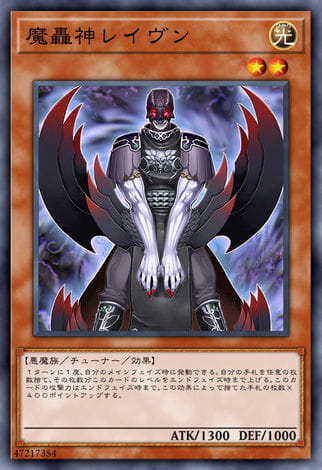 魔轟神レイヴン
光
【悪魔族／チューナー／効果】
１ターンに１度、自分のメインフェイズ時に発動できる。自分の手札を任意の枚
数捨て、その枚数分このカードのレベルをエンドフェイズ時まで上げる。このカ
ードの攻撃力はエンドフェイズ時まで、この効果によって捨てた手札の枚数×
４００ポイントアップする。
ATK/1300 DEF/1000
47217354